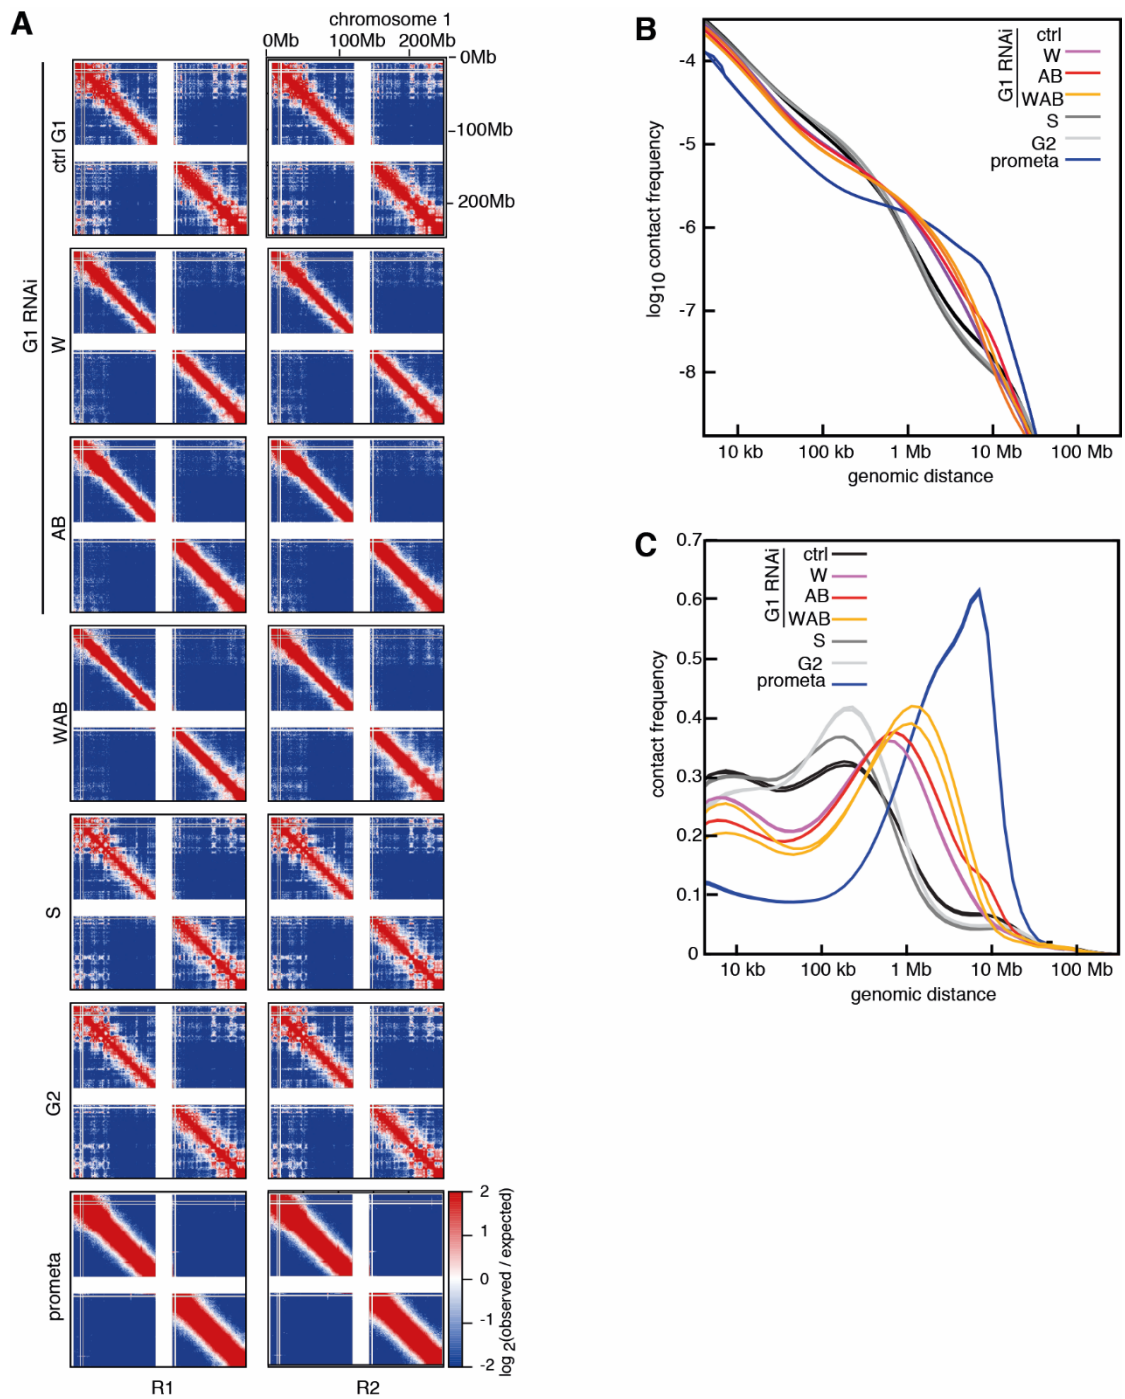 A
chromosome 1
0Mb 100Mb 200Mb
0Mb
100Mb
200Mb
ctrl G1
G1 RNAi
W
AB
WAB
S
G2
prometa
2
1
0
-1
-2
log2(observed / expected)
R1 R2
B
log10 contact frequency
-4
-5
-6
-7
-8
10 kb 100 kb 1 Mb 10 Mb 100 Mb
genomic distance
G1 RNAi
ctrl
W
AB
WAB
S
G2
prometa
C
contact frequency
0.7
0.6
0.5
0.4
0.3
0.2
0.1
0
10 kb 100 kb 1 Mb 10 Mb 100 Mb
genomic distance
G1 RNAi
ctrl
W
AB
WAB
S
G2
prometa